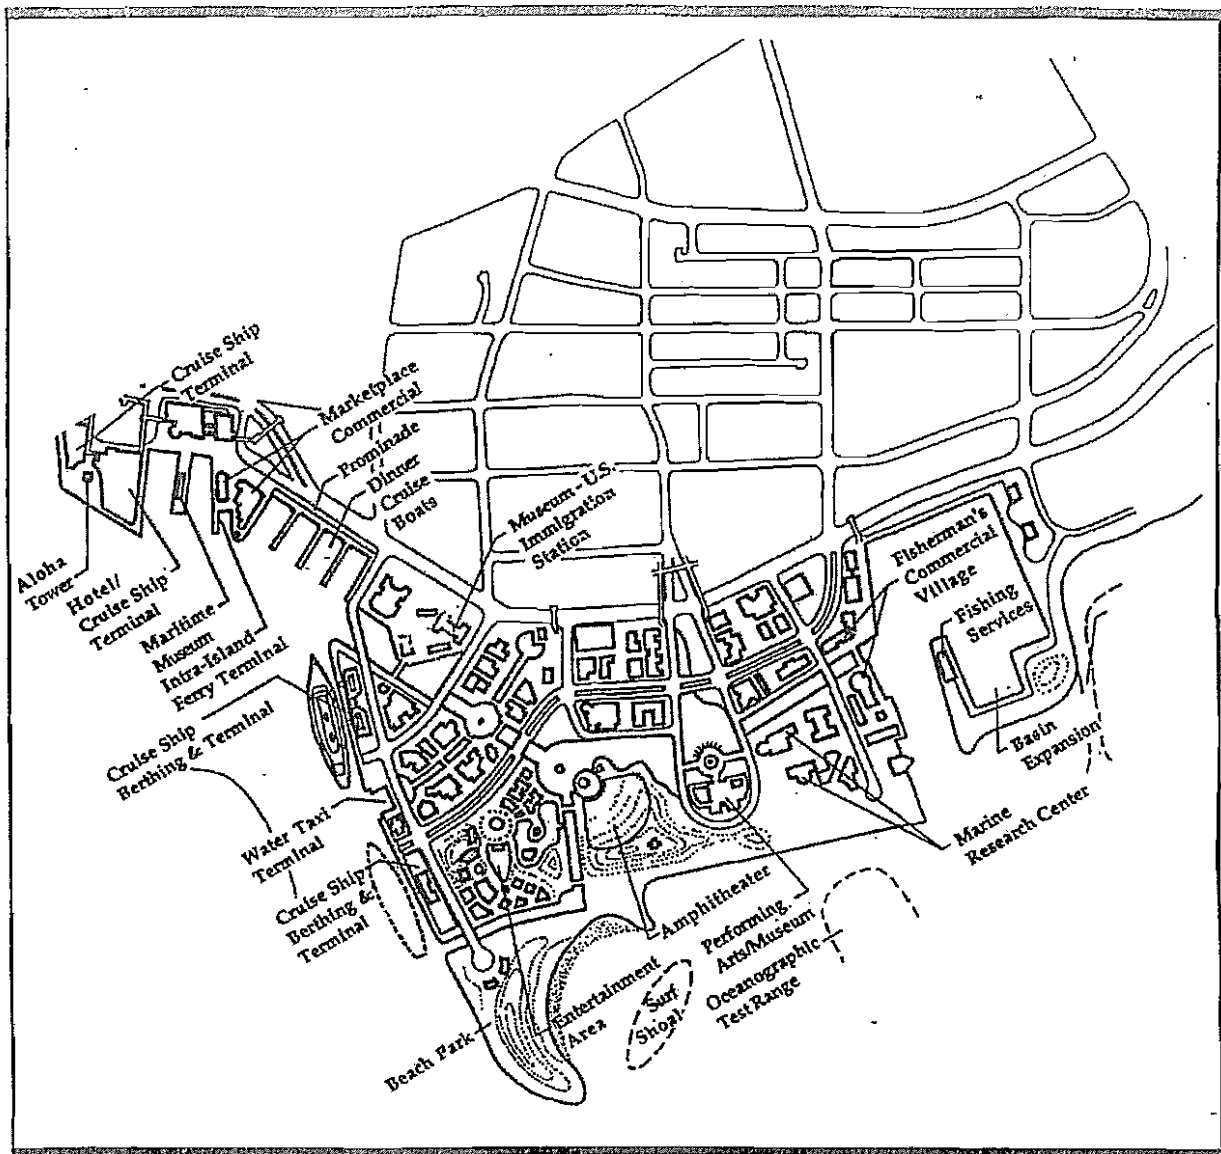 Cruise Ship
Terminal
Marketplace
Commercial
"
Prominade
"
Dinner
Cruise
Boats
Museum - U.S.
Immigration
Station
Fisherman's
Commercial
Village
Fishing
Services
Aloha
Tower
Hotel/
Cruise Ship
Terminal
Maritime
Museum
Intra-Island
Ferry Terminal
Cruise Ship
Berthing & Terminal
Water Taxi
Terminal
Cruise Ship
Berthing &
Terminal
Basin
Expansion
Marine
Research Center
Amphitheater
Performing
Arts/Museum
Oceanographic
Test Range
Entertainment
Area
Surf
Shoal
Beach Park